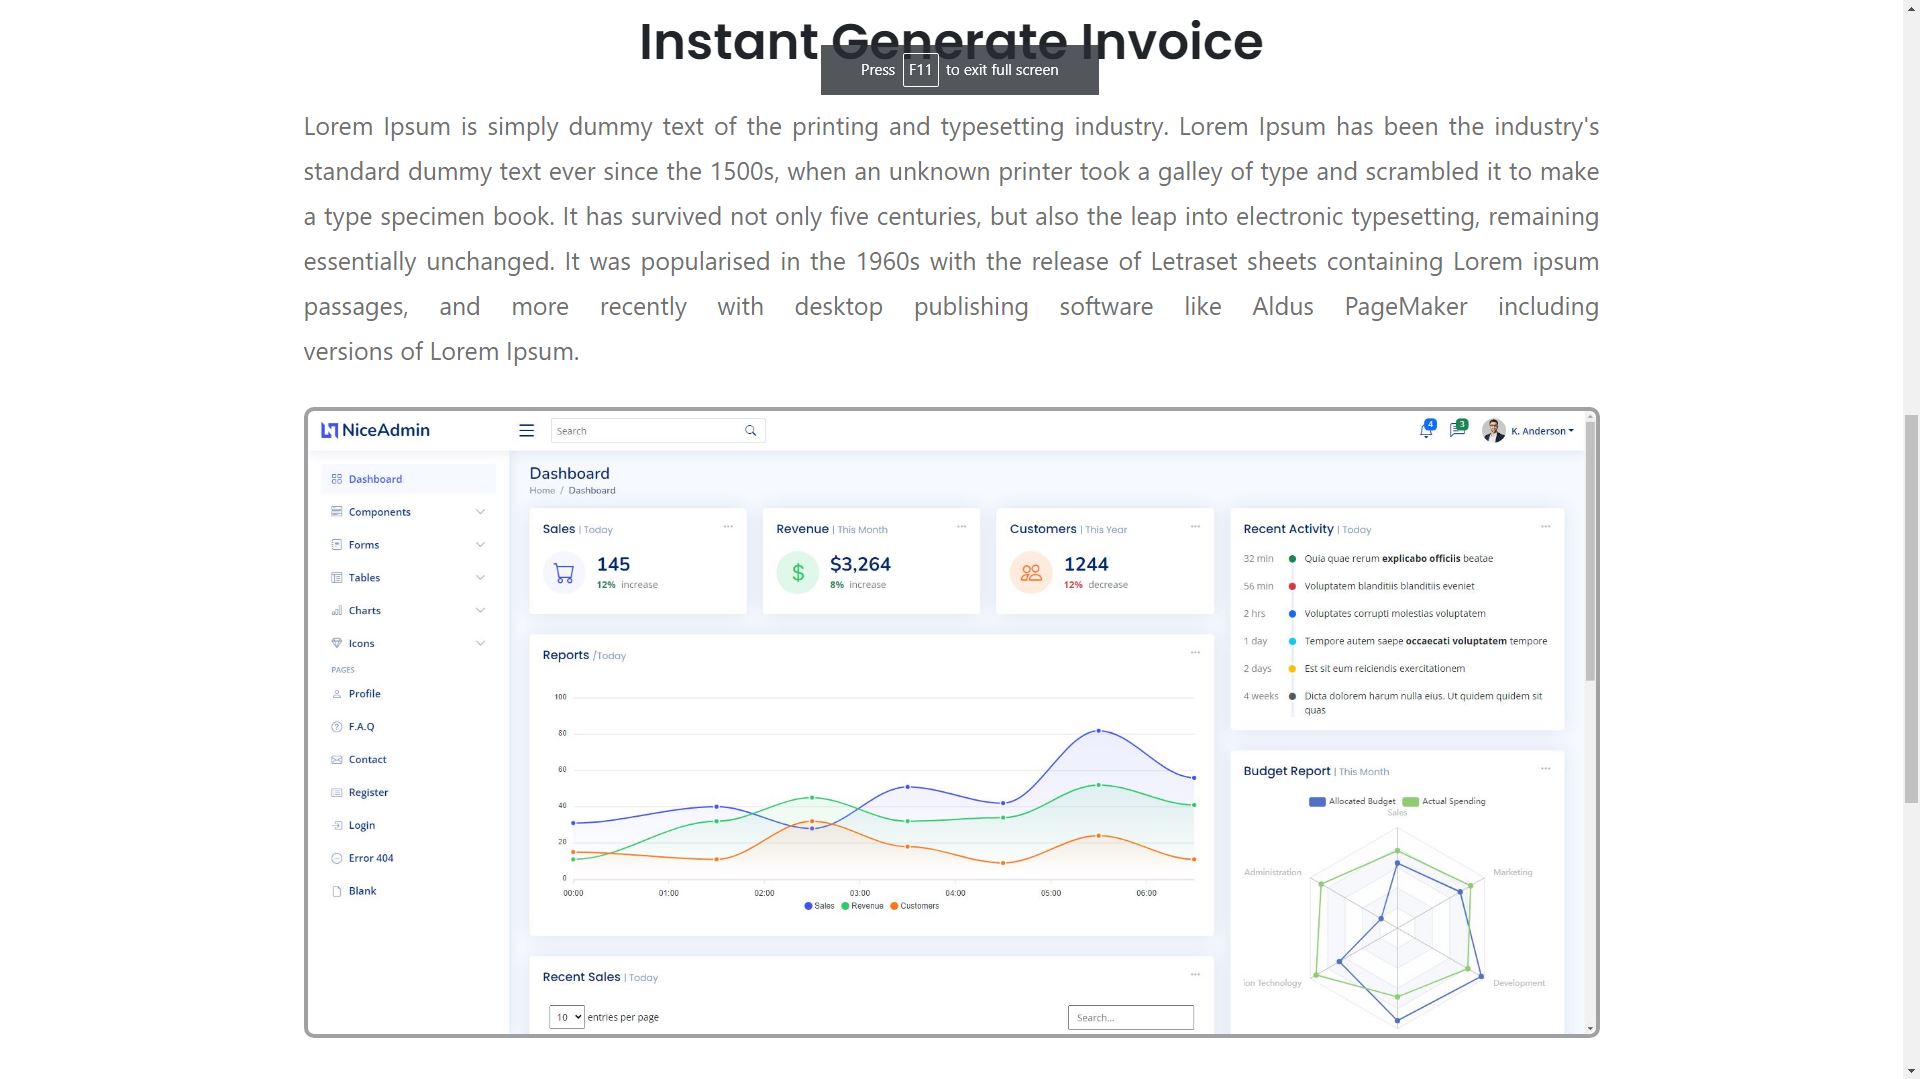 Instant Generate Invoice
Press F11 to exit full screen
Lorem Ipsum is simply dummy text of the printing and typesetting industry. Lorem Ipsum has been the industry's
standard dummy text ever since the 1500s, when an unknown printer took a galley of type and scrambled it to make
a type specimen book. It has survived not only five centuries, but also the leap into electronic typesetting, remaining
essentially unchanged. It was popularised in the 1960s with the release of Letraset sheets containing Lorem ipsum
passages, and more recently with desktop publishing software like Aldus PageMaker including
versions of Lorem Ipsum.
NiceAdmin
Search
4
3
K. Anderson
Dashboard
Components
Forms
Tables
Charts
Icons
PAGES
Profile
F.A.Q
Contact
Register
Login
Error 404
Blank
Dashboard
Home / Dashboard
Sales | Today
145
12% increase
Revenue | This Month
$3,264
8% increase
Customers | This Year
1244
12% decrease
Reports /Today
100
80
60
40
20
0
00:00 01:00 02:00 03:00 04:00 05:00 06:00
Sales Revenue Customers
Recent Sales | Today
10 entries per page
Search...
Recent Activity | Today
32 min Quia quae rerum explicabo officiis beatae
56 min Voluptatem blanditiis blanditiis eveniet
2 hrs Voluptates corrupti molestias voluptatem
1 day Tempore autem saepe occaecati voluptatem tempore
2 days Est sit eum reiciendis exercitationem
4 weeks Dicta dolorem harum nulla eius. Ut quidem quidem sit
quas
Budget Report | This Month
Allocated Budget Actual Spending
Sales
Administration
Marketing
ion Technology
Development